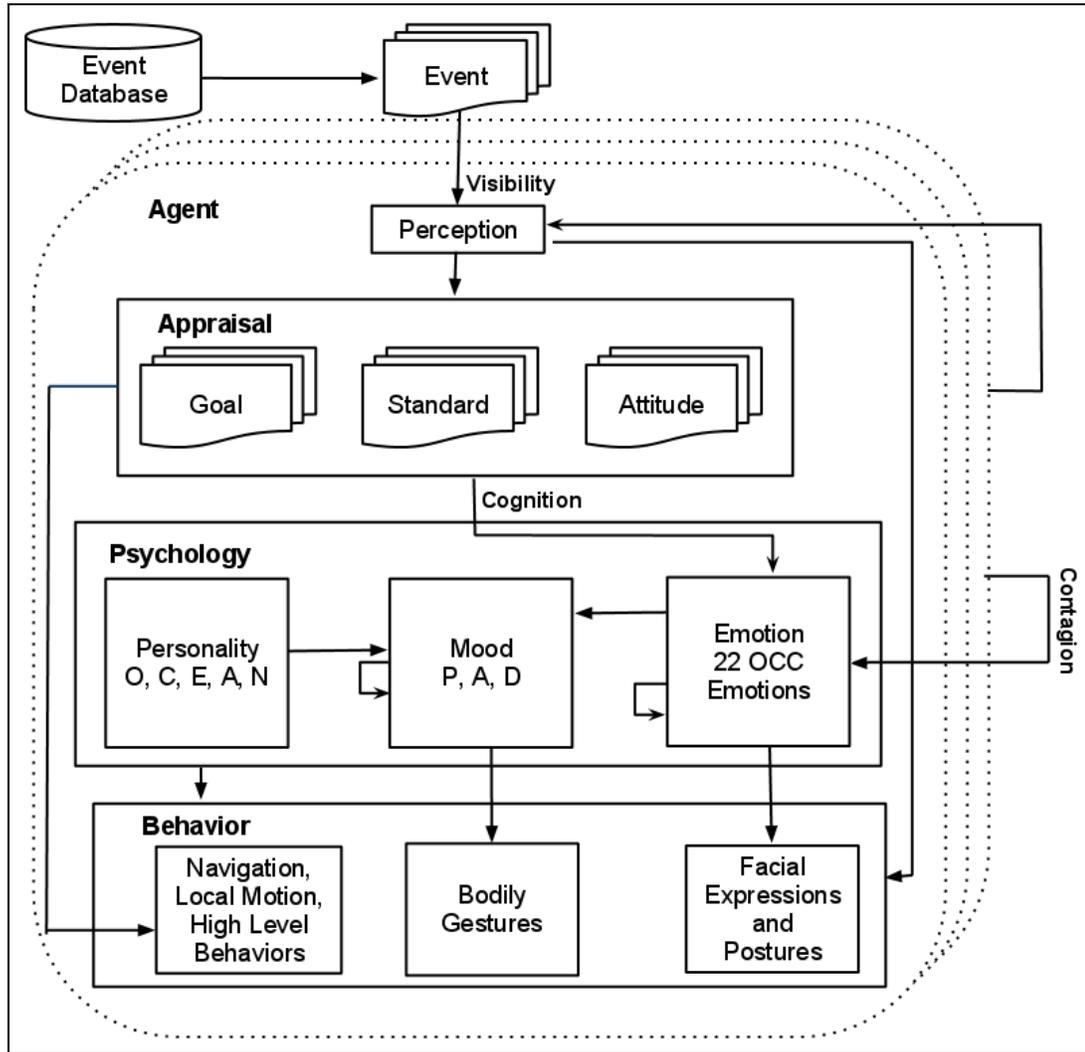 Event
Database
Event
Visibility
Agent
Perception
Appraisal
Goal
Standard
Attitude
Cognition
Psychology
Personality
O, C, E, A, N
Mood
P, A, D
Emotion
22 OCC
Emotions
Contagion
Behavior
Navigation,
Local Motion,
High Level
Behaviors
Bodily
Gestures
Facial
Expressions
and
Postures